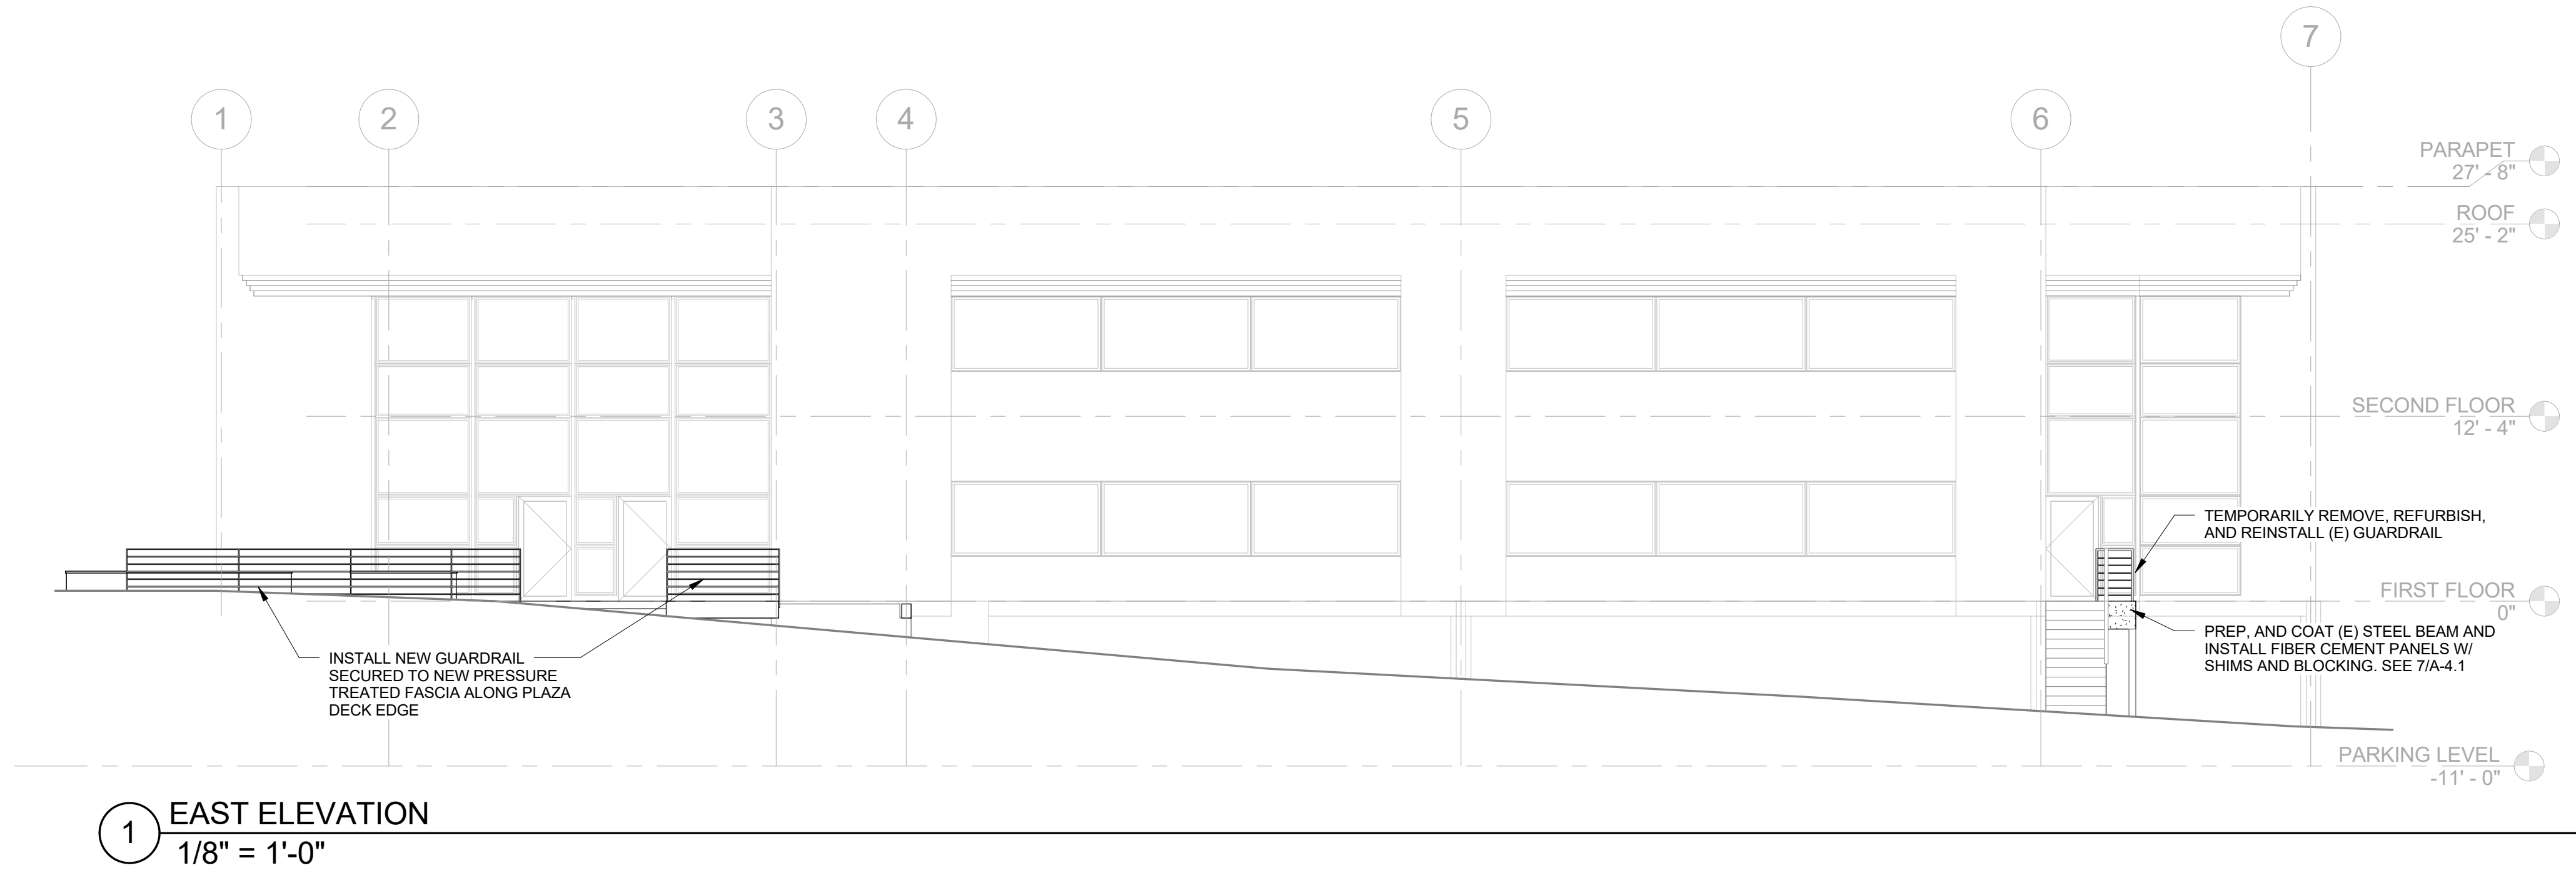 7
1
2
3
4
5
6
PARAPET
27' - 8"
ROOF
25' - 2"
SECOND FLOOR
12' - 4"
TEMPORARILY REMOVE, REFURBISH,
AND REINSTALL (E) GUARDRAIL
FIRST FLOOR
0"
PREP, AND COAT (E) STEEL BEAM AND
INSTALL FIBER CEMENT PANELS W/
SHIMS AND BLOCKING. SEE 7/A-4.1
INSTALL NEW GUARDRAIL
SECURED TO NEW PRESSURE
TREATED FASCIA ALONG PLAZA
DECK EDGE
PARKING LEVEL
-11' - 0"
1
EAST ELEVATION
1/8" = 1'-0"